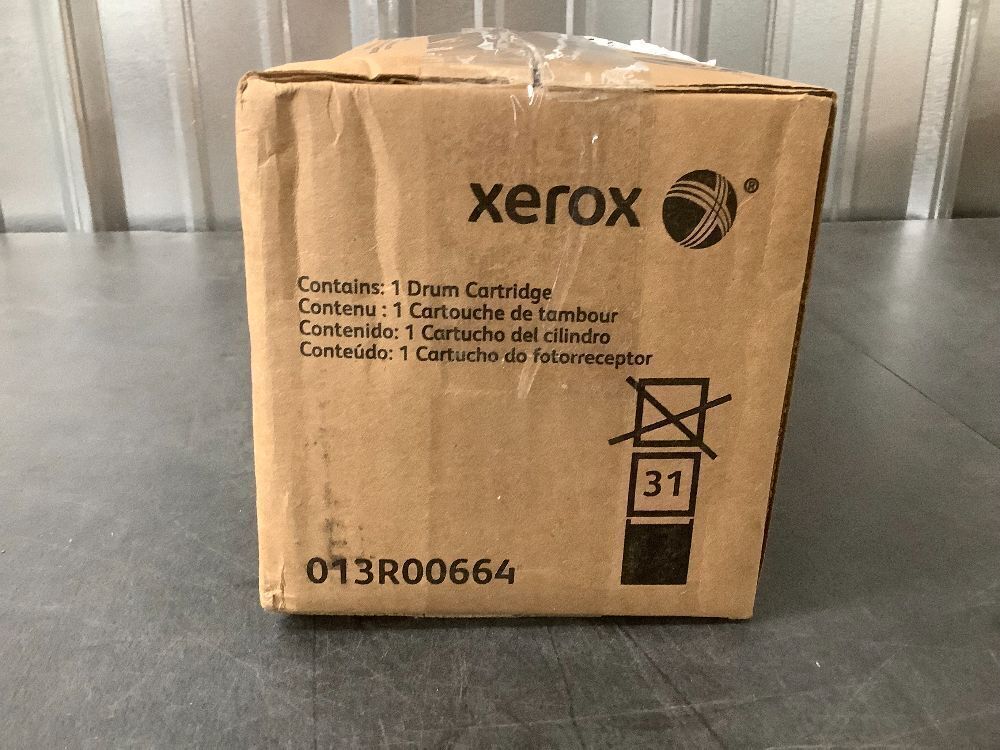 xerox ®
Contains: 1 Drum Cartridge
Contenu : 1 Cartouche de tambour
Contenido: 1 Cartucho del cilindro
Conteúdo: 1 Cartucho do fotorreceptor
31
013R00664